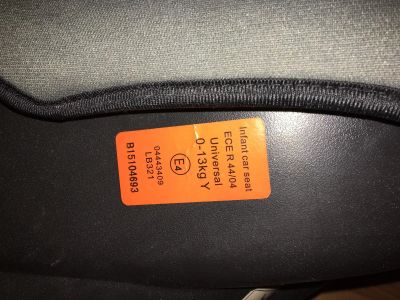 Infant car seat
ECE R 44/04
Universal
0-13kg Y
E4
04443409
LB321
B15104693